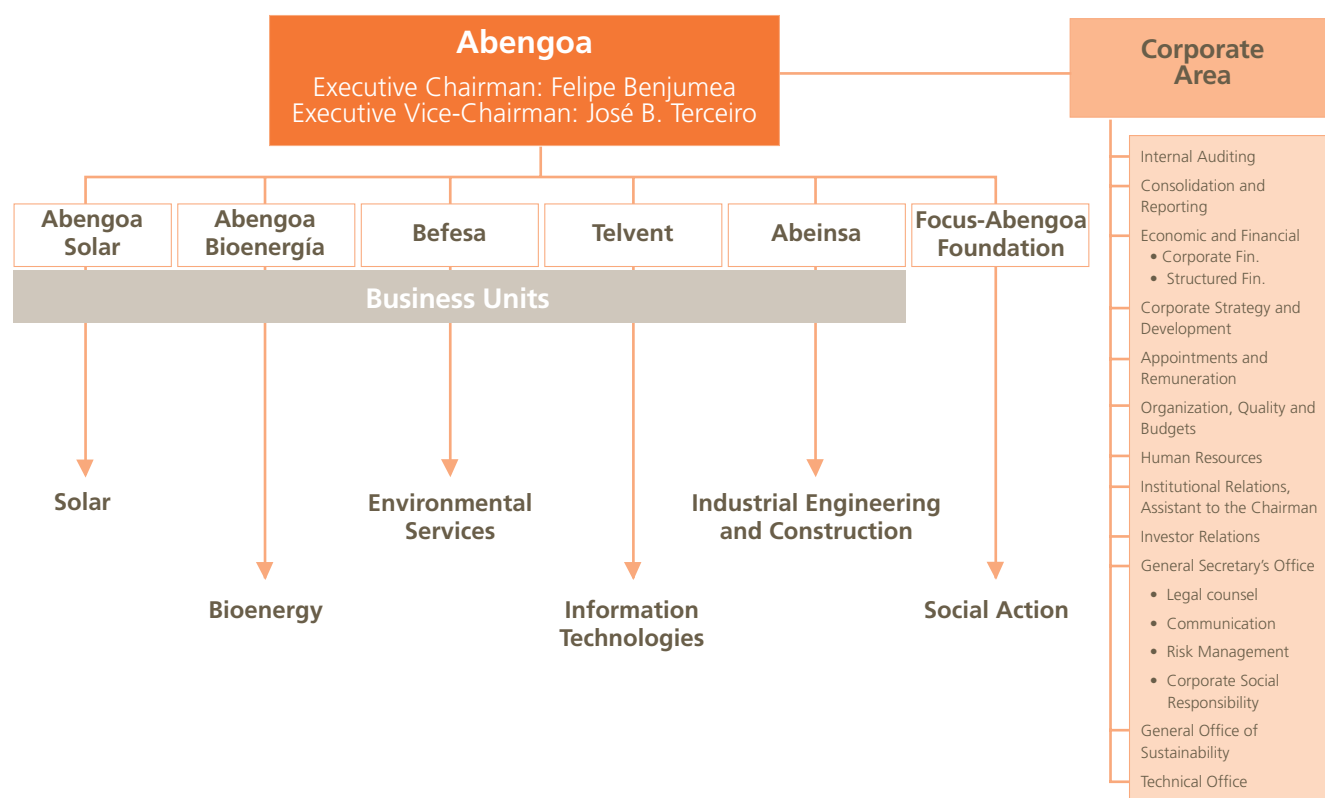 Abengoa
Executive Chairman: Felipe Benjumea
Executive Vice-Chairman: José B. Terceiro
Corporate
Area
Abengoa
Solar
Abengoa
Bioenergía
Befesa
Telvent
Abeinsa
Focus-Abengoa
Foundation
Business Units
Solar
Bioenergy
Environmental
Services
Information
Technologies
Industrial Engineering
and Construction
Social Action
Internal Auditing
Consolidation and
Reporting
Economic and Financial
• Corporate Fin.
• Structured Fin.
Corporate Strategy and
Development
Appointments and
Remuneration
Organization, Quality and
Budgets
Human Resources
Institutional Relations,
Assistant to the Chairman
Investor Relations
General Secretary's Office
• Legal counsel
• Communication
• Risk Management
• Corporate Social
Responsibility
General Office of
Sustainability
Technical Office